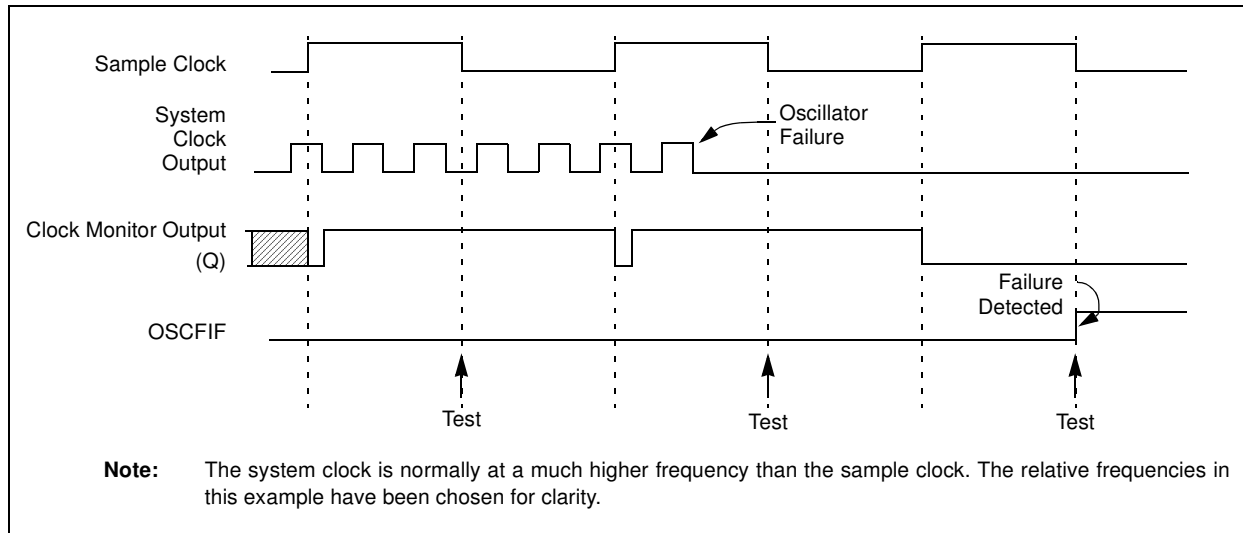 Sample Clock
System
Clock
Output
Oscillator
Failure
Clock Monitor Output
(Q)
Failure
Detected
OSCFIF
Test
Test
Test
Note: The system clock is normally at a much higher frequency than the sample clock. The relative frequencies in
this example have been chosen for clarity.